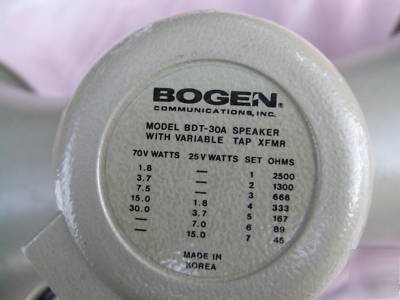 BOGEN®
COMMUNICATIONS, INC.
MODEL BDT-30A SPEAKER
WITH VARIABLE TAP XFMR
70V WATTS 25V WATTS SET OHMS
1.8 — 1 2500
3.7 — 2 1300
7.5 — 3 666
15.0 1.8 4 333
30.0 3.7 5 167
— 7.0 6 89
— 15.0 7 45
MADE IN
KOREA